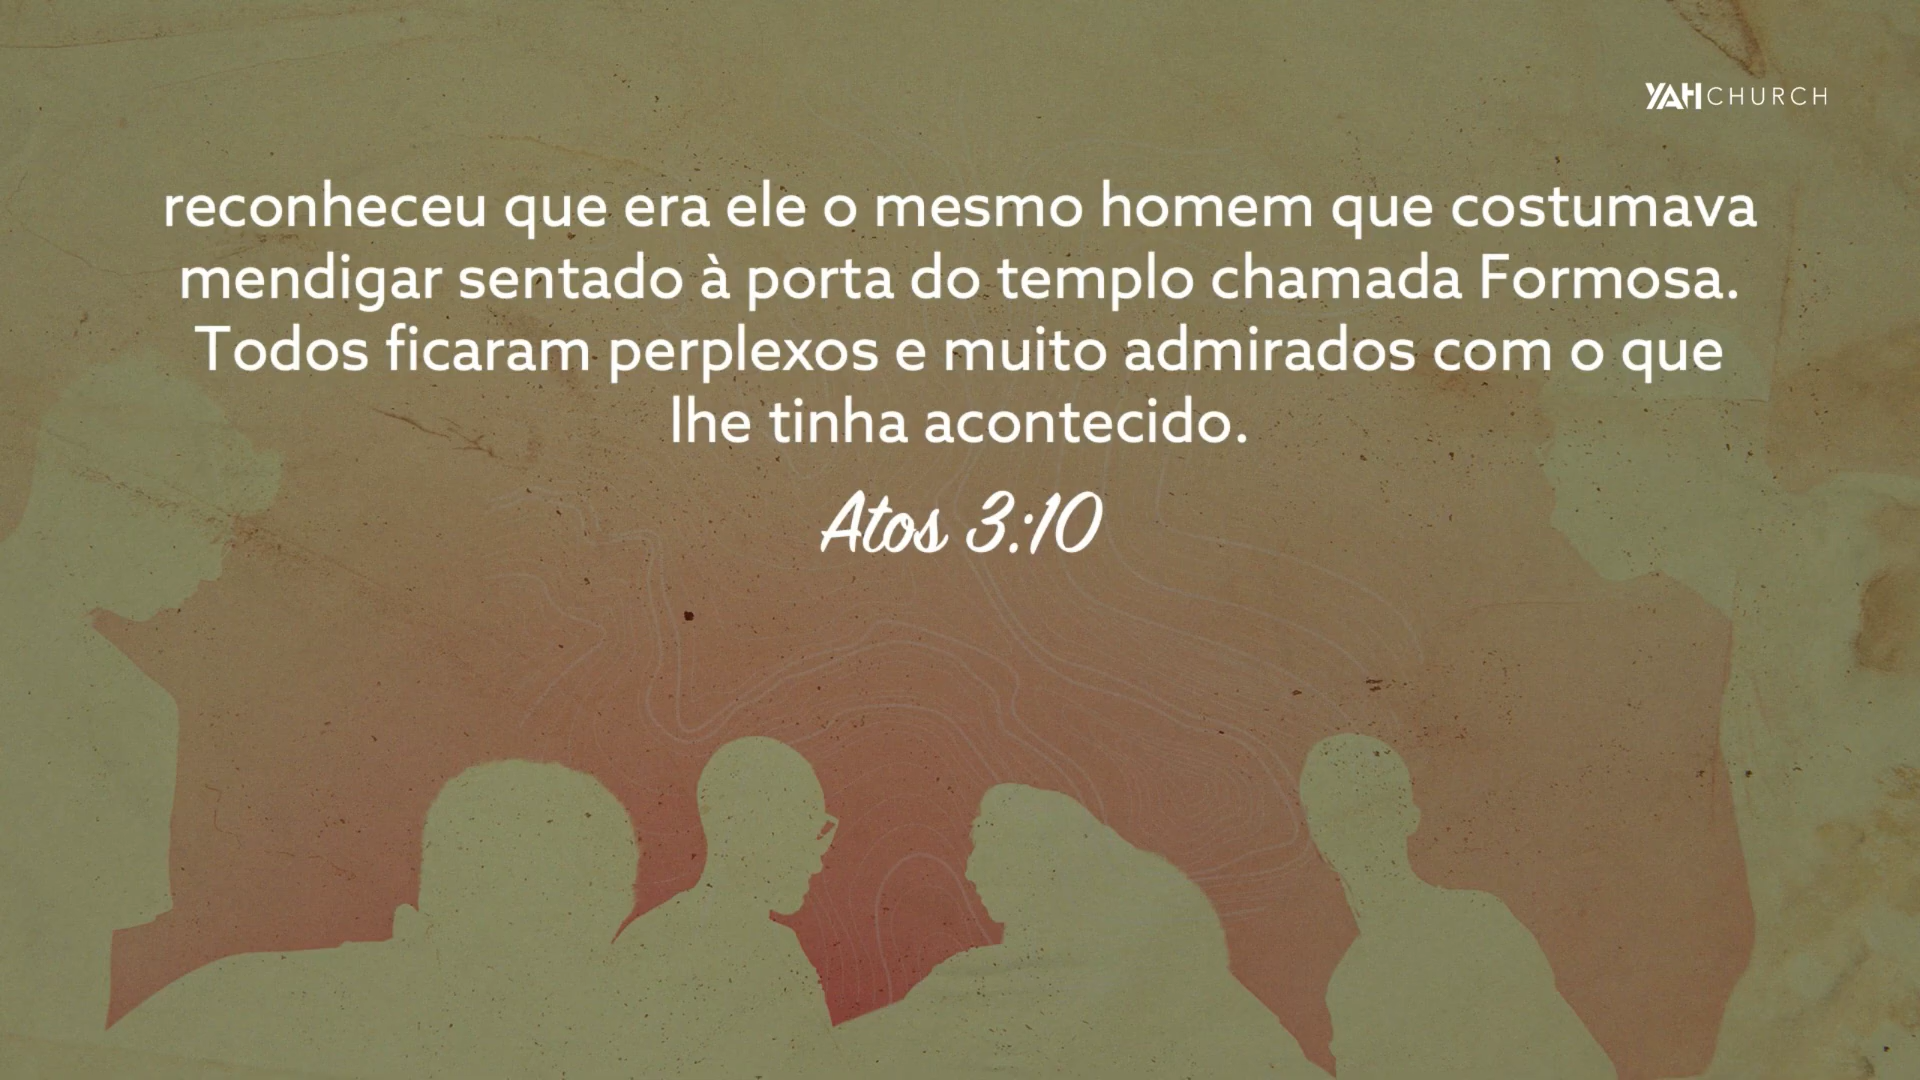 YAH CHURCH
reconheceu que era ele o mesmo homem que costumava
mendigar sentado à porta do templo chamada Formosa.
Todos ficaram perplexos e muito admirados com o que
lhe tinha acontecido.
Atos 3:10